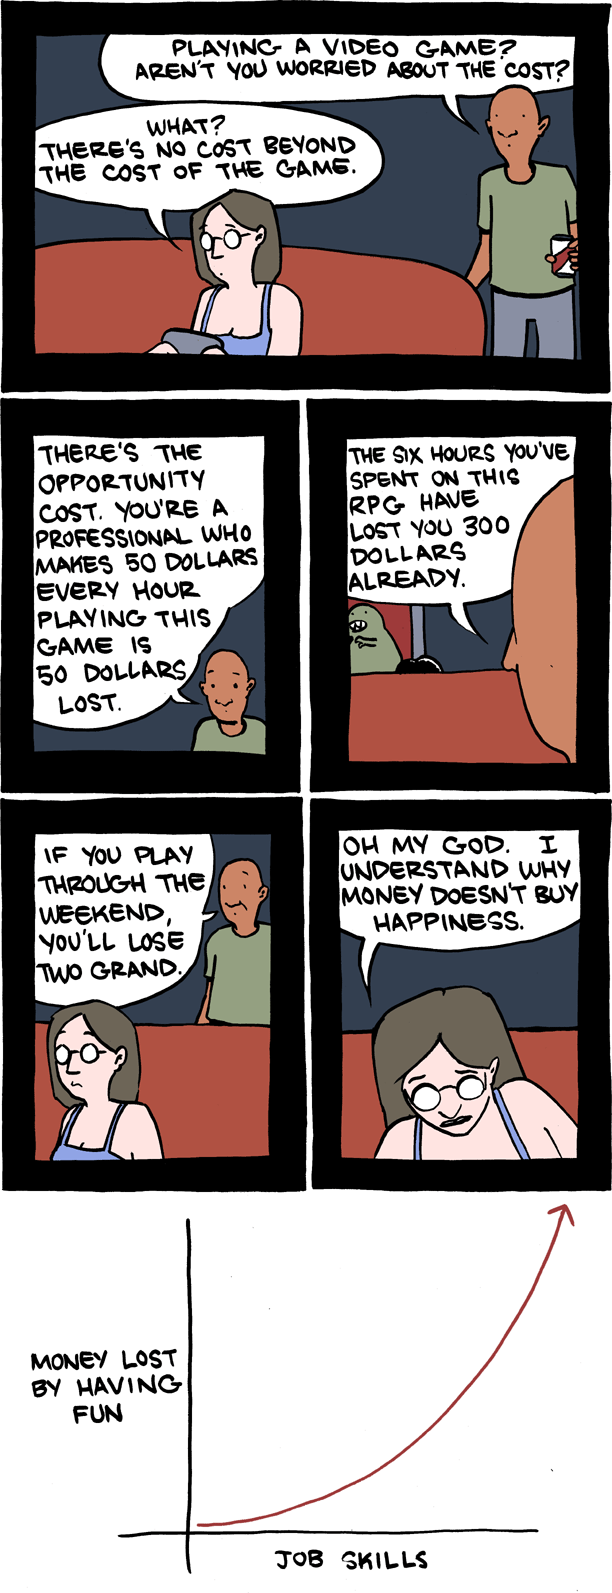 PLAYING A VIDEO GAME?
AREN'T YOU WORRIED ABOUT THE COST?
WHAT?
THERE'S NO COST BEYOND
THE COST OF THE GAME.
THERE'S THE
OPPORTUNITY
COST. YOU'RE A
PROFESSIONAL WHO
MAKES 50 DOLLARS
EVERY HOUR
PLAYING THIS
GAME IS
50 DOLLARS
LOST.
THE SIX HOURS YOU'VE
SPENT ON THIS
RPG HAVE
LOST YOU 300
DOLLARS
ALREADY.
IF YOU PLAY
THROUGH THE
WEEKEND,
YOU'LL LOSE
TWO GRAND.
OH MY GOD. I
UNDERSTAND WHY
MONEY DOESN'T BUY
HAPPINESS.
MONEY LOST
BY HAVING
FUN
JOB SKILLS